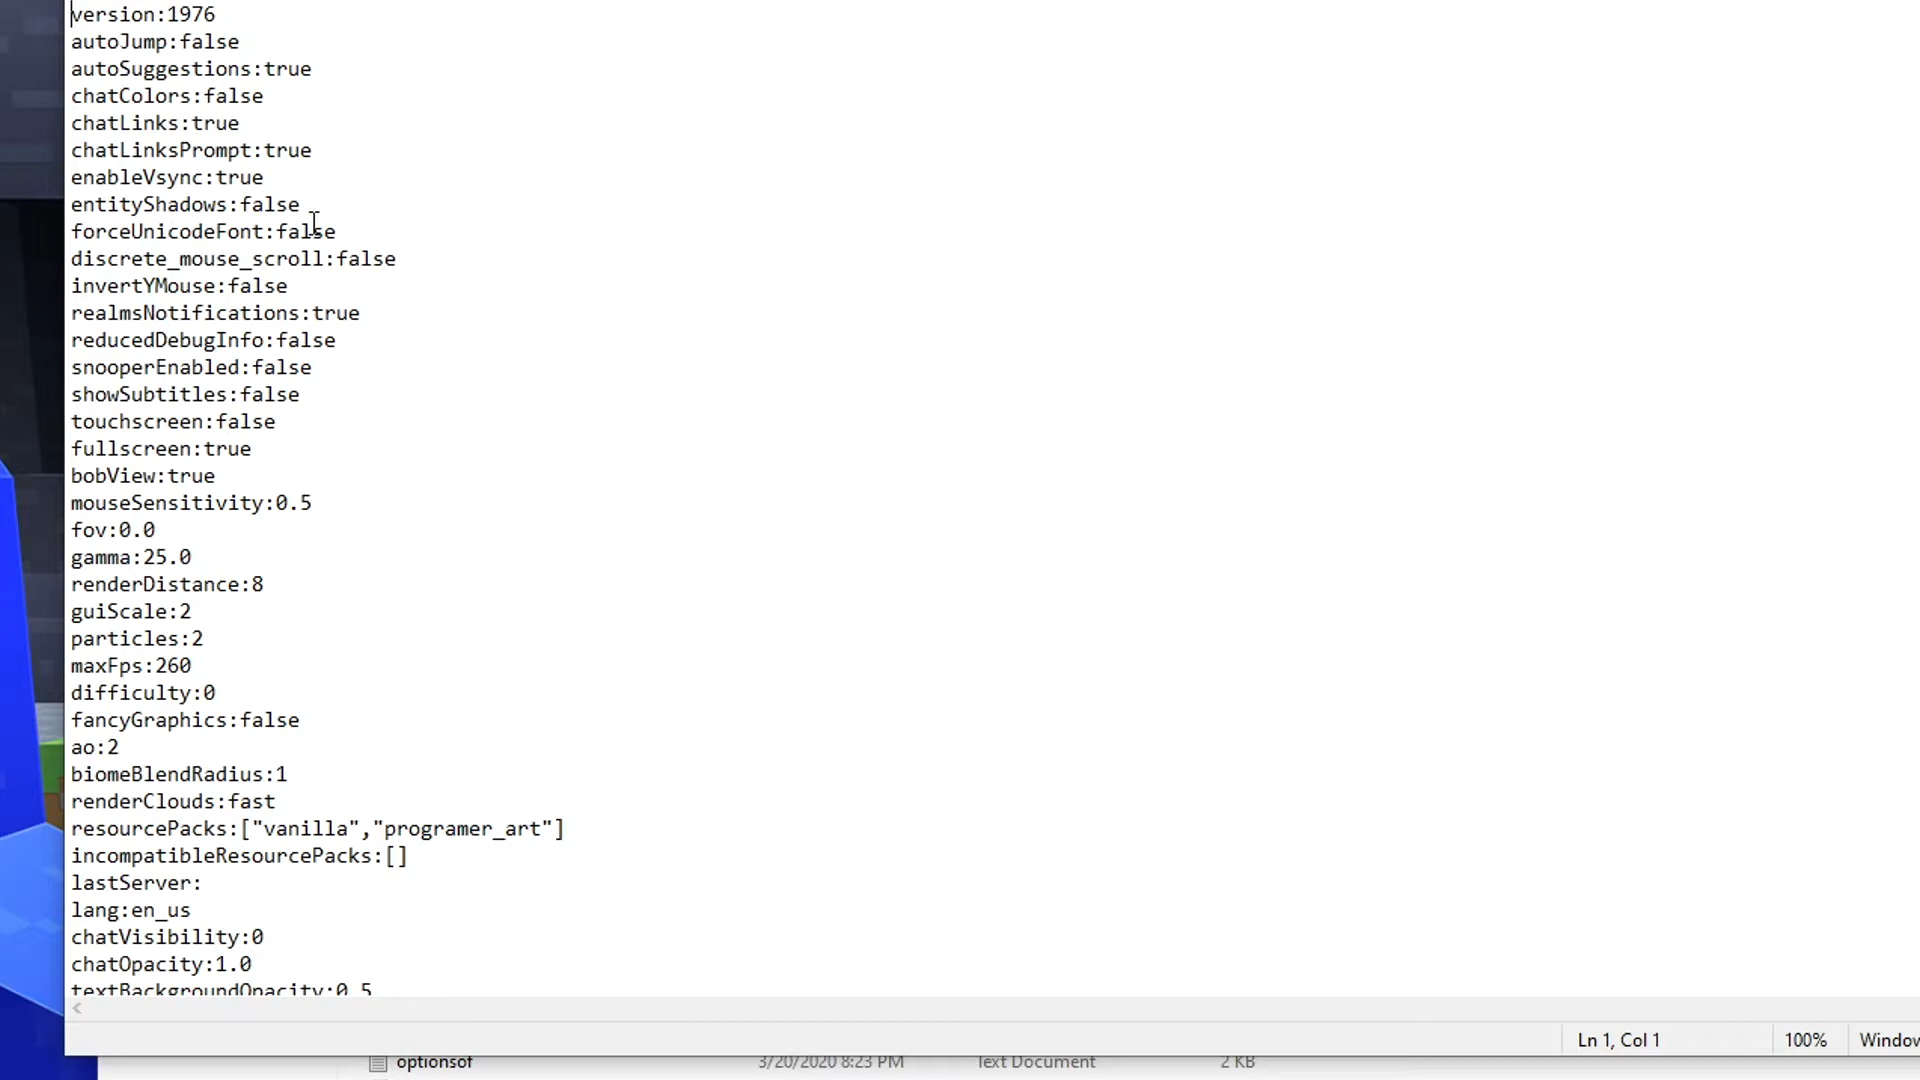 version:1976
autoJump:false
autoSuggestions:true
chatColors:false
chatLinks:true
chatLinksPrompt:true
enableVsync:true
entityShadows:false
forceUnicodeFont:false
discrete_mouse_scroll:false
invertYMouse:false
realmsNotifications:true
reducedDebugInfo:false
snooperEnabled:false
showSubtitles:false
touchscreen:false
fullscreen:true
bobView:true
mouseSensitivity:0.5
fov:0.0
gamma:25.0
renderDistance:8
guiScale:2
particles:2
maxFps:260
difficulty:0
fancyGraphics:false
ao:2
biomeBlendRadius:1
renderClouds:fast
resourcePacks:["vanilla","programer_art"]
incompatibleResourcePacks:[]
lastServer:
lang:en_us
chatVisibility:0
chatOpacity:1.0
textBackgroundOpacity:0.5
Ln 1, Col 1 100% Window
optionsof 3/20/2020 8:23 PM Text Document 2 KB